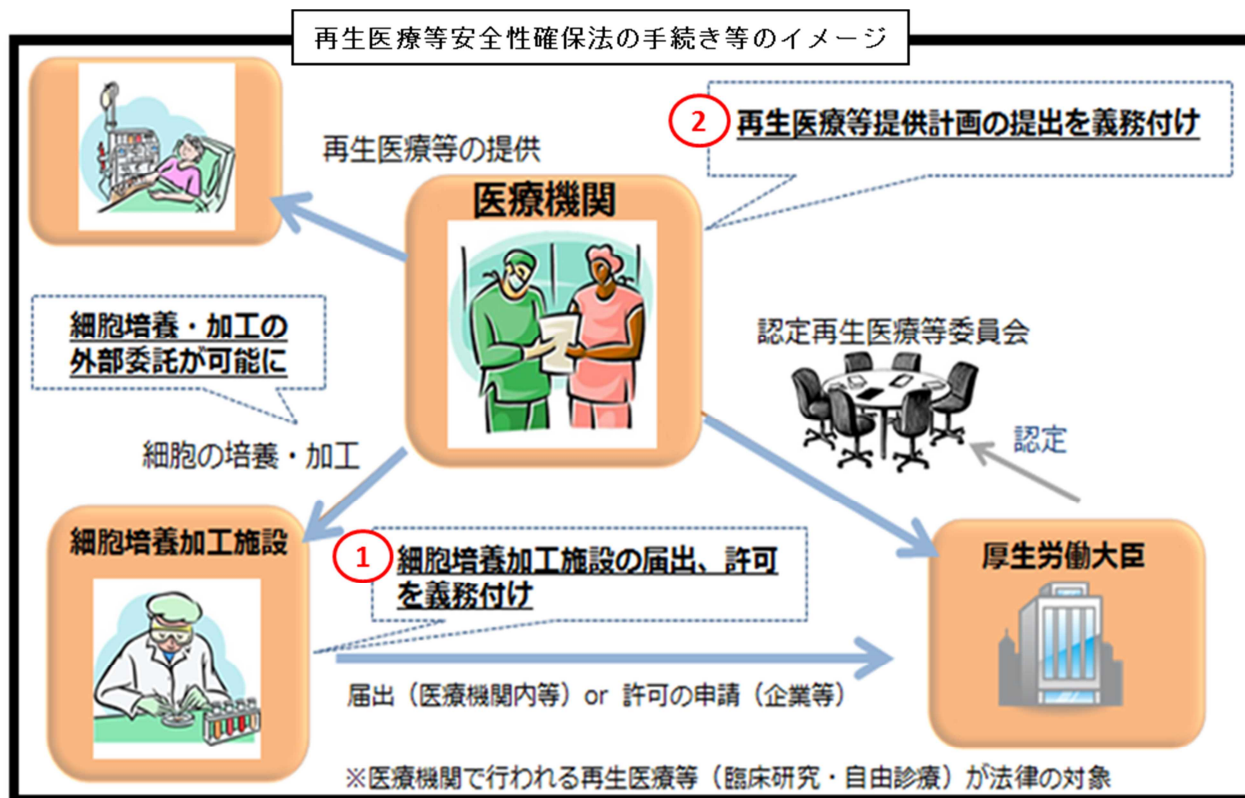 再生医療等安全性確保法の手続き等のイメージ
再生医療等の提供
医療機関
2 再生医療等提供計画の提出を義務付け
細胞培養・加工の
外部委託が可能に
認定再生医療等委員会
認定
細胞の培養・加工
細胞培養加工施設
1 細胞培養加工施設の届出、許可
を義務付け
厚生労働大臣
届出(医療機関内等)or 許可の申請(企業等)
※医療機関で行われる再生医療等(臨床研究・自由診療)が法律の対象